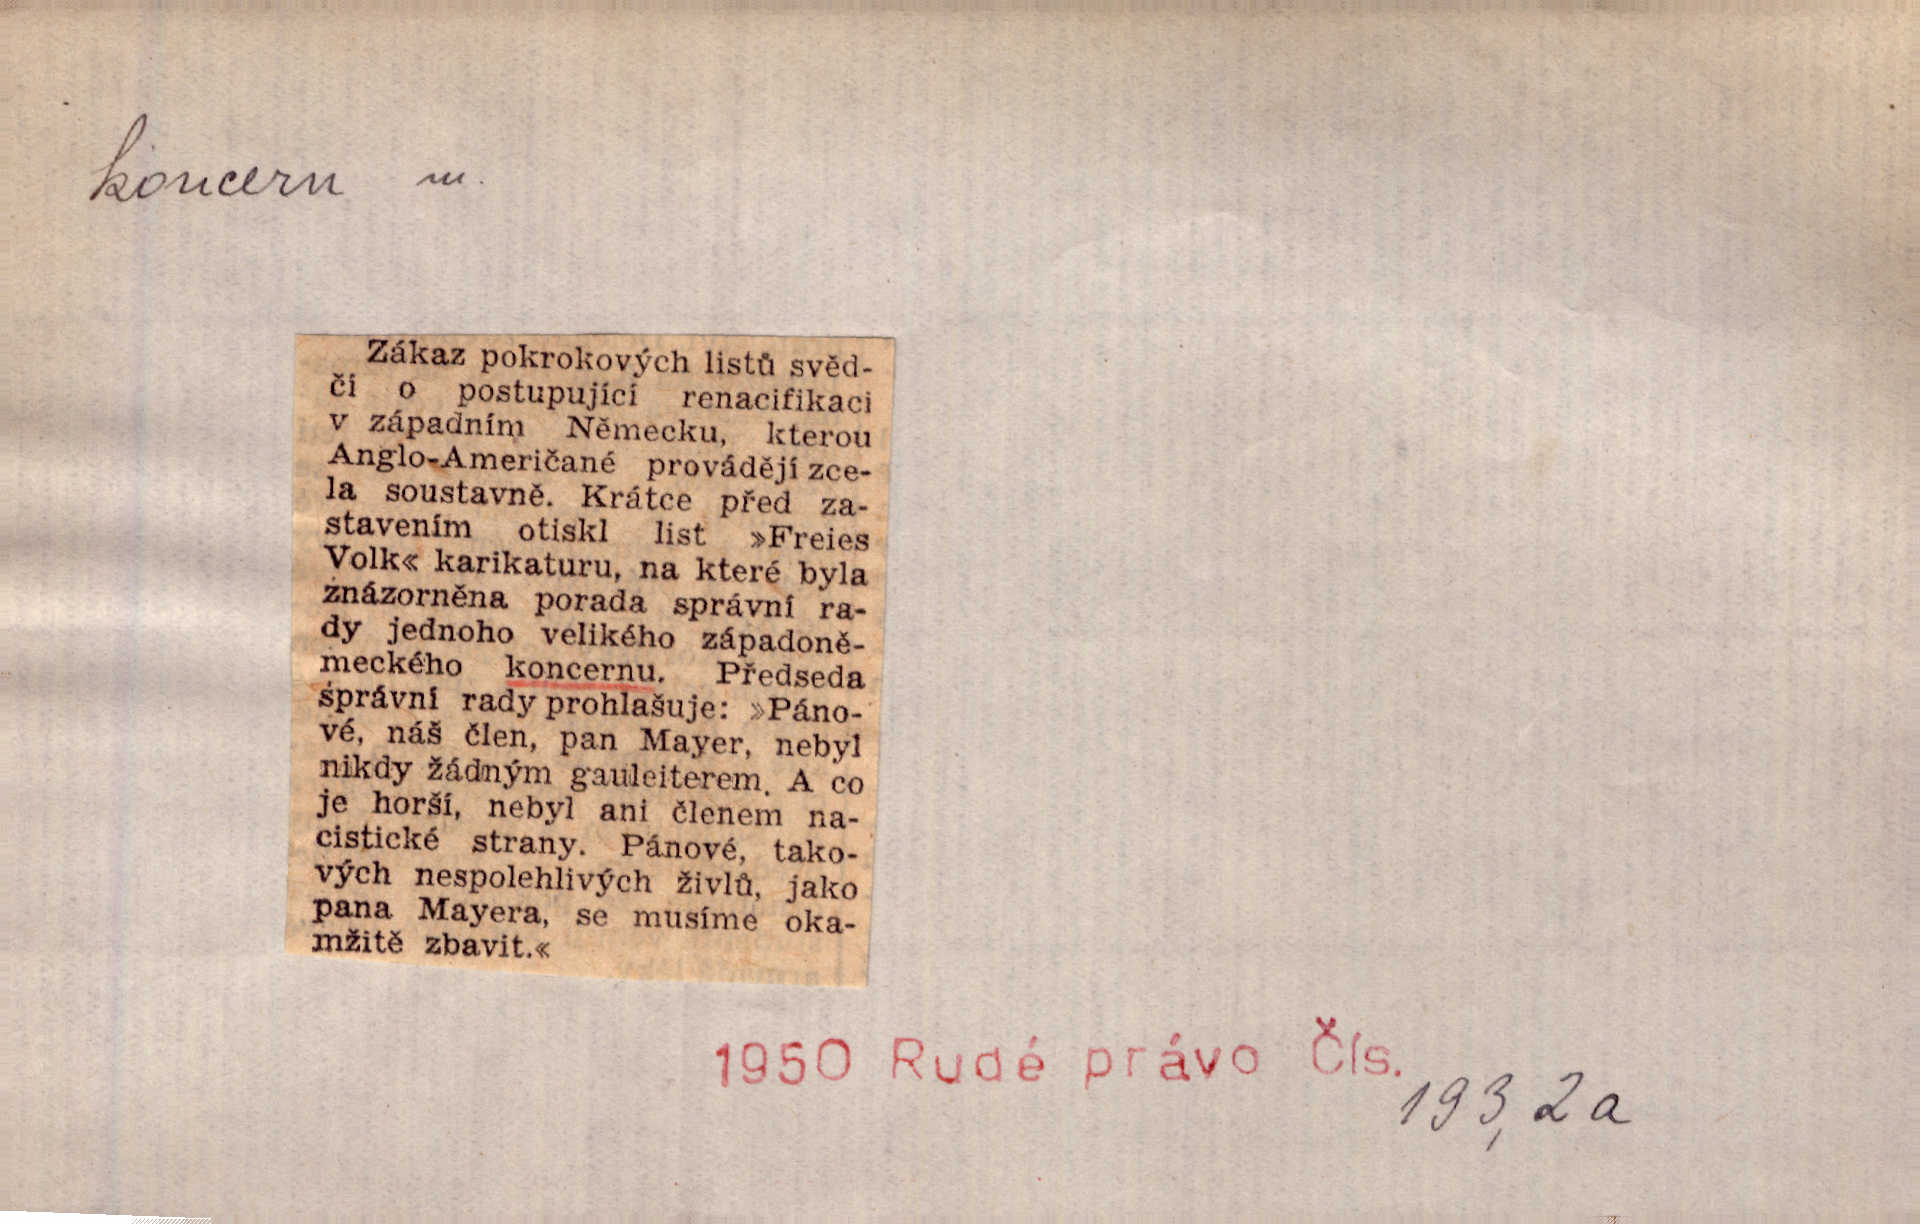 koncern m.
Zákaz pokrokových listů svěd-
čí o postupující renacifikaci
v západním Německu, kterou
Anglo-Američané provádějí zce-
la soustavně. Krátce před za-
stavením otiskl list »Freies
Volk« karikaturu, na které byla
znázorněna porada správní ra-
dy jednoho velikého západoně-
meckého koncernu. Předseda
správní rady prohlašuje: »Páno-
vé, náš člen, pan Mayer, nebyl
nikdy žádným gauleiterem. A co
je horší, nebyl ani členem na-
cistické strany. Pánové, tako-
vých nespolehlivých živlů, jako
pana Mayera, se musíme oka-
mžitě zbavit.«
1950 Rudé právo Čís.
193, 2a